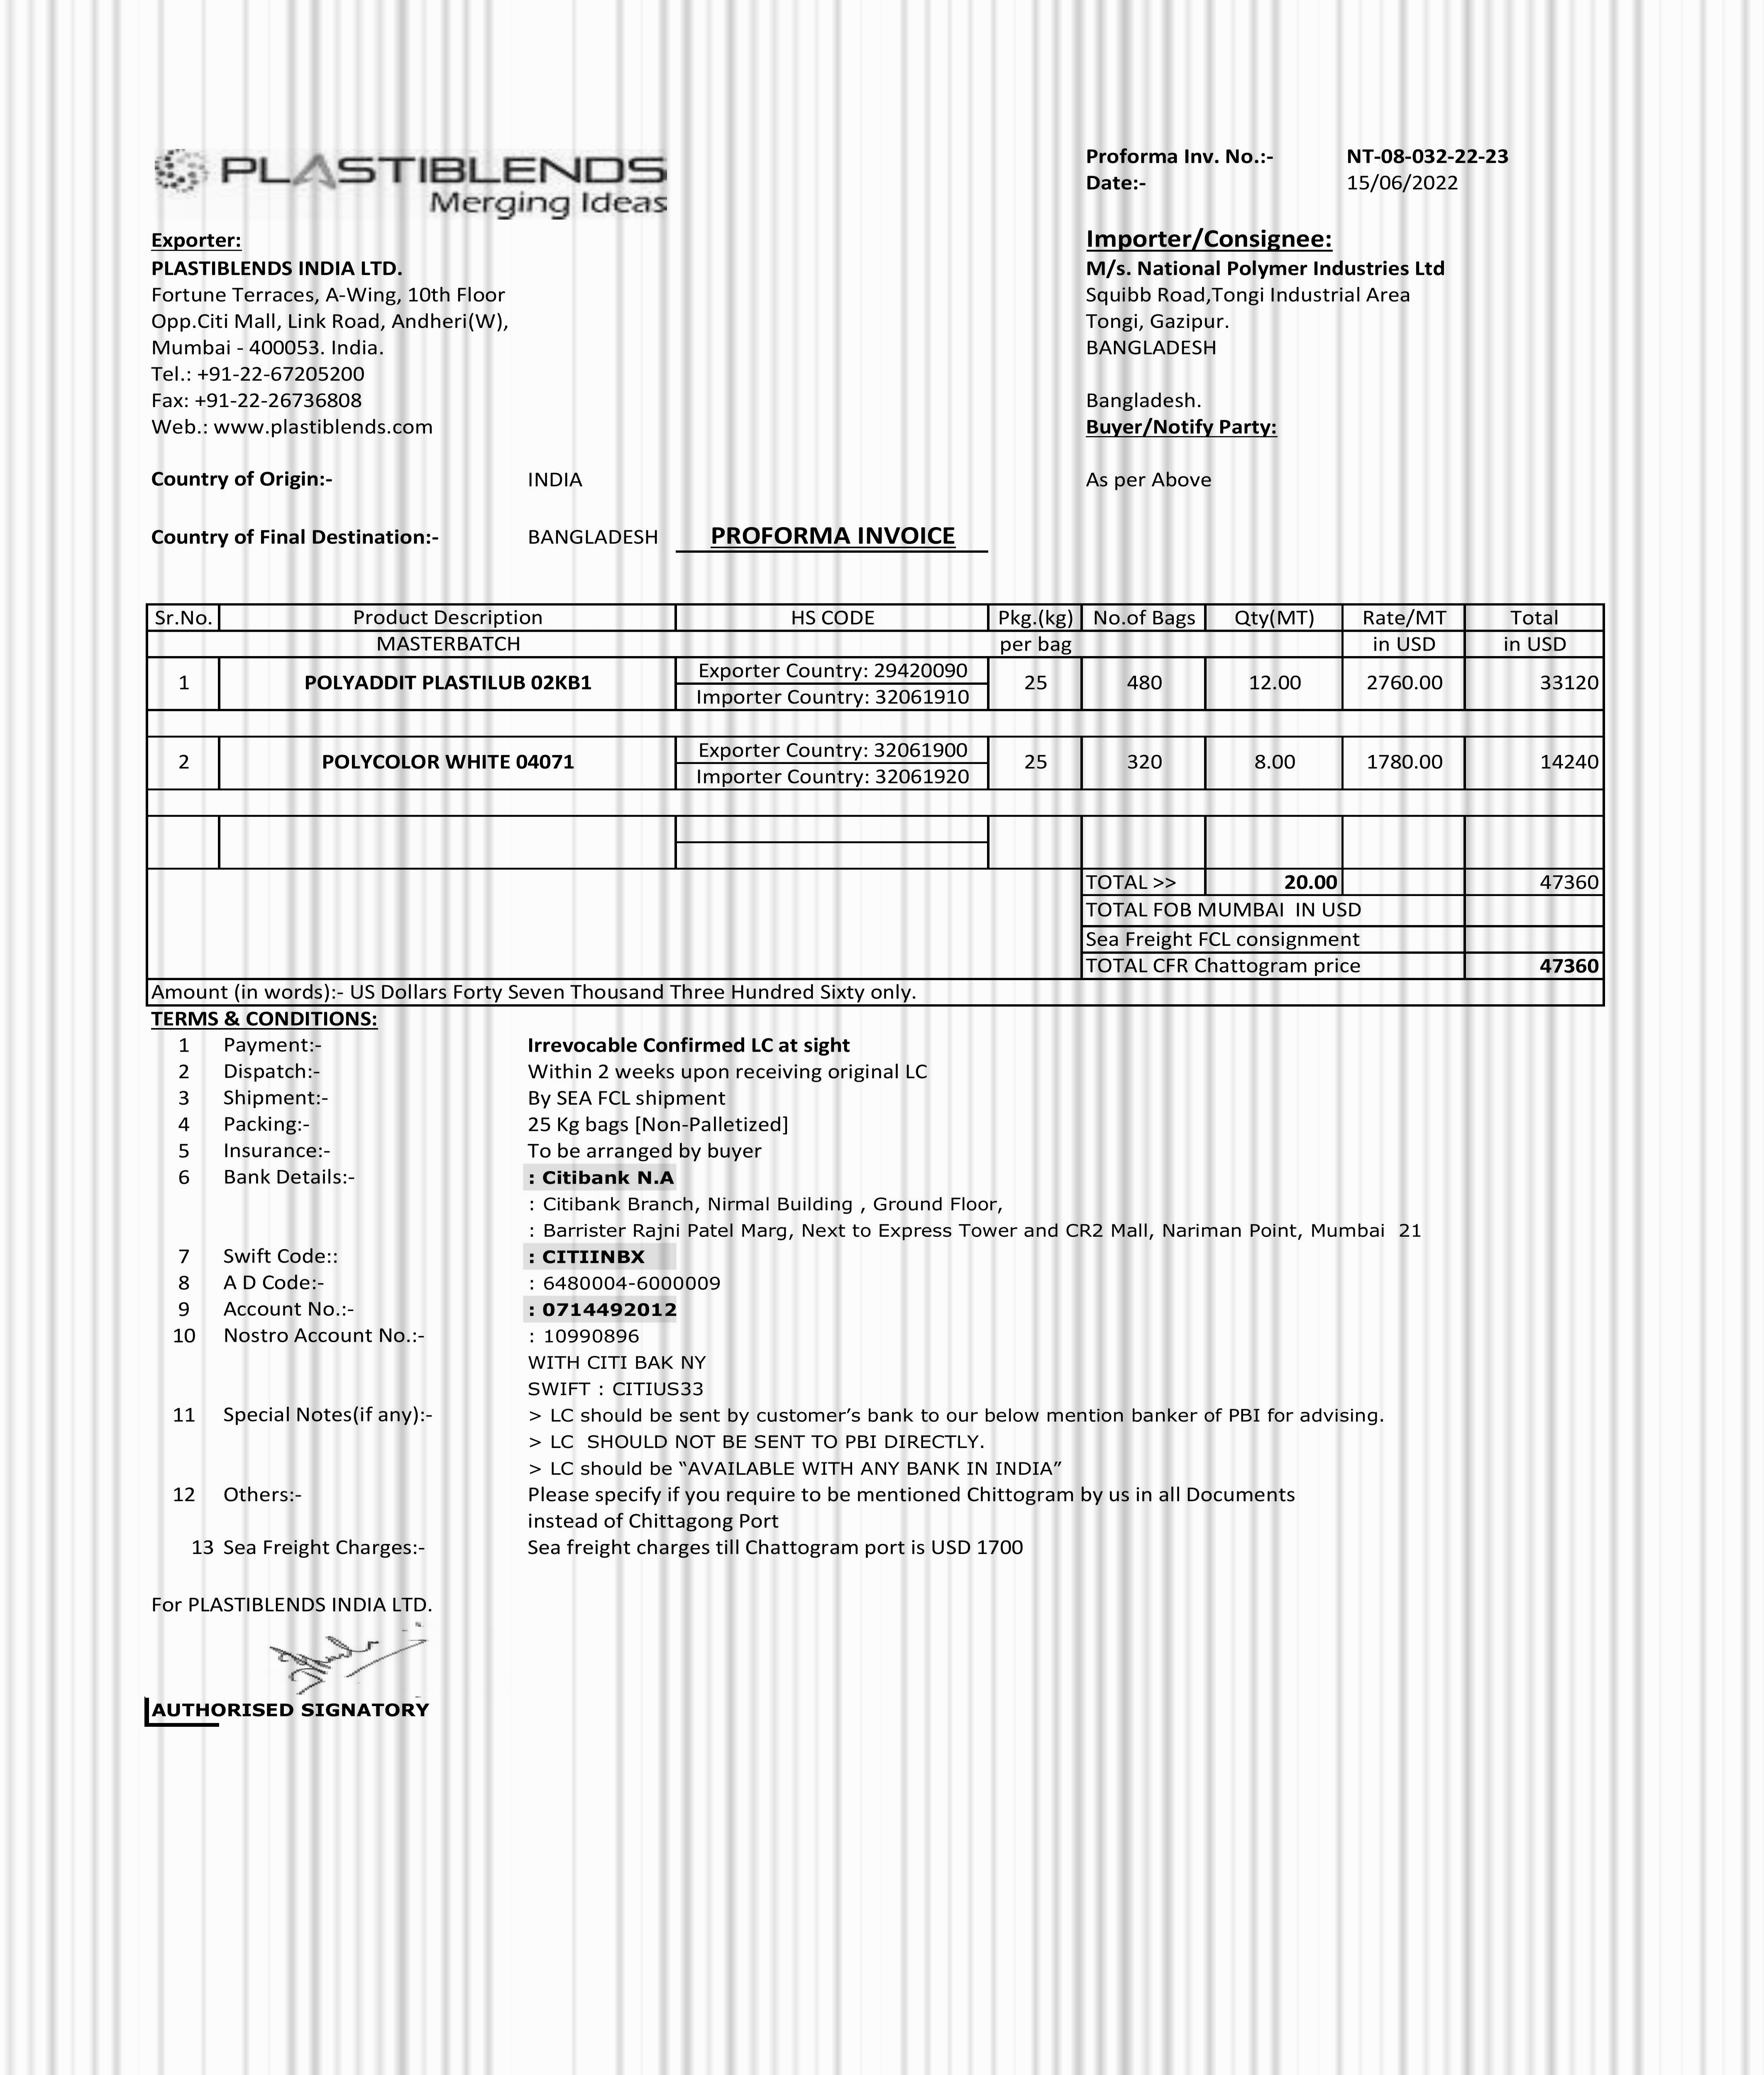 PLASTIBLENDS
Merging Ideas
Proforma Inv. No.:- NT-08-032-22-23
Date:- 15/06/2022
Exporter:
PLASTIBLENDS INDIA LTD.
Fortune Terraces, A-Wing, 10th Floor
Opp.Citi Mall, Link Road, Andheri(W),
Mumbai - 400053. India.
Tel.: +91-22-67205200
Fax: +91-22-26736808
Web.: www.plastiblends.com
Importer/Consignee:
M/s. National Polymer Industries Ltd
Squibb Road,Tongi Industrial Area
Tongi, Gazipur.
BANGLADESH
Bangladesh.
Buyer/Notify Party:
Country of Origin:- INDIA
As per Above
Country of Final Destination:- BANGLADESH
PROFORMA INVOICE
Sr.No. Product Description HS CODE Pkg.(kg) No.of Bags Qty(MT) Rate/MT Total
MASTERBATCH per bag in USD in USD
1 POLYADDIT PLASTILUB 02KB1 Exporter Country: 29420090 25 480 12.00 2760.00 33120
Importer Country: 32061910
2 POLYCOLOR WHITE 04071 Exporter Country: 32061900 25 320 8.00 1780.00 14240
Importer Country: 32061920
TOTAL >> 20.00 47360
TOTAL FOB MUMBAI IN USD
Sea Freight FCL consignment
TOTAL CFR Chattogram price 47360
Amount (in words):- US Dollars Forty Seven Thousand Three Hundred Sixty only.
TERMS & CONDITIONS:
1 Payment:- Irrevocable Confirmed LC at sight
2 Dispatch:- Within 2 weeks upon receiving original LC
3 Shipment:- By SEA FCL shipment
4 Packing:- 25 Kg bags [Non-Palletized]
5 Insurance:- To be arranged by buyer
6 Bank Details:- : Citibank N.A
: Citibank Branch, Nirmal Building , Ground Floor,
: Barrister Rajni Patel Marg, Next to Express Tower and CR2 Mall, Nariman Point, Mumbai 21
7 Swift Code:: : CITIINBX
8 A D Code:- : 6480004-6000009
9 Account No.:- : 0714492012
10 Nostro Account No.:- : 10990896
WITH CITI BAK NY
SWIFT : CITIUS33
11 Special Notes(if any):- > LC should be sent by customer’s bank to our below mention banker of PBI for advising.
> LC SHOULD NOT BE SENT TO PBI DIRECTLY.
> LC should be “AVAILABLE WITH ANY BANK IN INDIA”
12 Others:- Please specify if you require to be mentioned Chittogram by us in all Documents
instead of Chittagong Port
13 Sea Freight Charges:- Sea freight charges till Chattogram port is USD 1700
For PLASTIBLENDS INDIA LTD.
AUTHORISED SIGNATORY